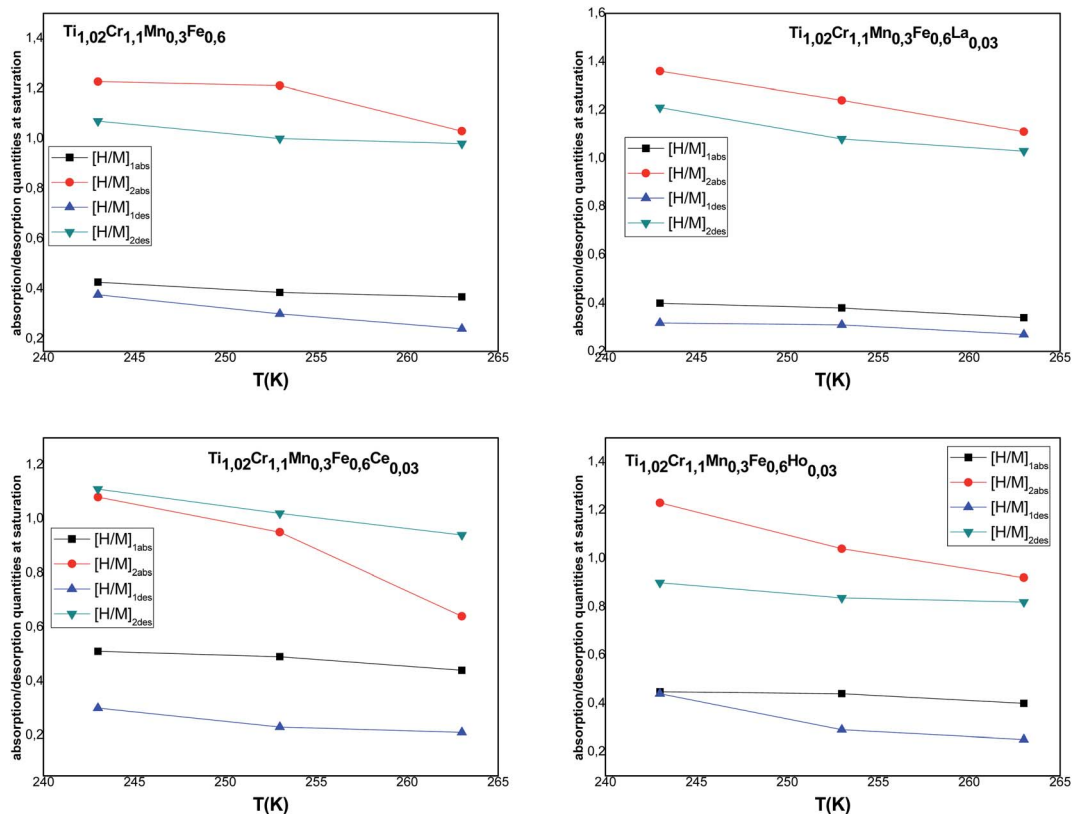 Ti1,02Cr1,1Mn0,3Fe0,6
absorption/desorption quantities at saturation
1,4
1,2
1,0
0,8
0,6
0,4
0,2
[H/M]1abs
[H/M]2abs
[H/M]1des
[H/M]2des
240 245 250 255 260 265
T(K)
Ti1,02Cr1,1Mn0,3Fe0,6La0,03
absorption/desorption quantities at saturation
1,6
1,4
1,2
1,0
0,8
0,6
0,4
0,2
[H/M]1abs
[H/M]2abs
[H/M]1des
[H/M]2des
240 245 250 255 260 265
T(K)
Ti1,02Cr1,1Mn0,3Fe0,6Ce0,03
absorption/desorption quantities at saturation
1,2
1,0
0,8
0,6
0,4
0,2
[H/M]1abs
[H/M]2abs
[H/M]1des
[H/M]2des
240 245 250 255 260 265
T(K)
Ti1,02Cr1,1Mn0,3Fe0,6Ho0,03
absorption/desorption quantities at saturation
1,4
1,2
1,0
0,8
0,6
0,4
0,2
[H/M]1abs
[H/M]2abs
[H/M]1des
[H/M]2des
240 245 250 255 260 265
T(K)